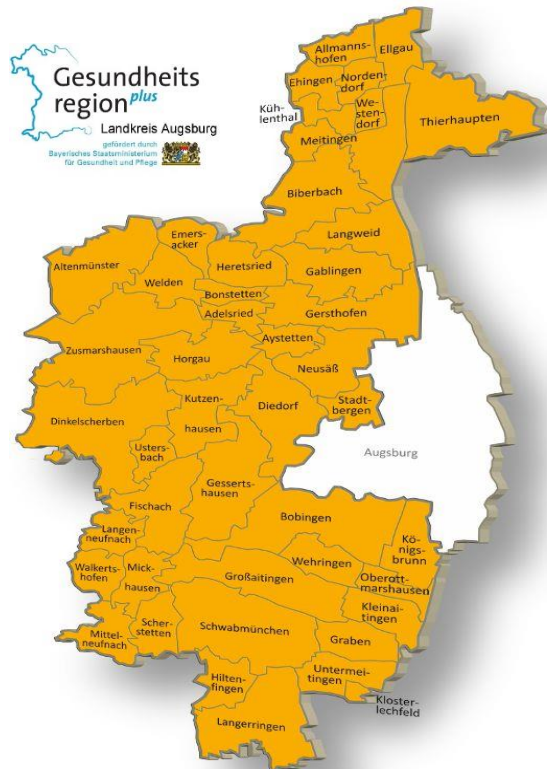 Gesundheits
region plus
Landkreis Augsburg
gefördert durch
Bayerisches Staatsministerium
für Gesundheit und Pflege
Allmanns-
hofen
Ellgau
Ehingen
Norden-
dorf
Küh-
lenthal
We-
sten-
dorf
Thierhaupten
Meitingen
Biberbach
Emers-
acker
Langweid
Altenmünster
Heretsried
Gablingen
Welden
Bonstetten
Adelsried
Gersthofen
Aystetten
Zusmarshausen
Horgau
Neusäß
Kutzen-
hausen
Diedorf
Stadt-
bergen
Dinkelscherben
Usters-
bach
Augsburg
Gesserts-
hausen
Fischach
Bobingen
Langen-
neufnach
Kö-
nigs-
brunn
Wehringen
Walkerts-
hofen
Mick-
hausen
Großaitingen
Oberott-
marshausen
Kleinai-
tingen
Mittel-
neufnach
Scher-
stetten
Schwabmünchen
Graben
Hilten-
fingen
Untermei-
tingen
Kloster-
lechfeld
Langerringen